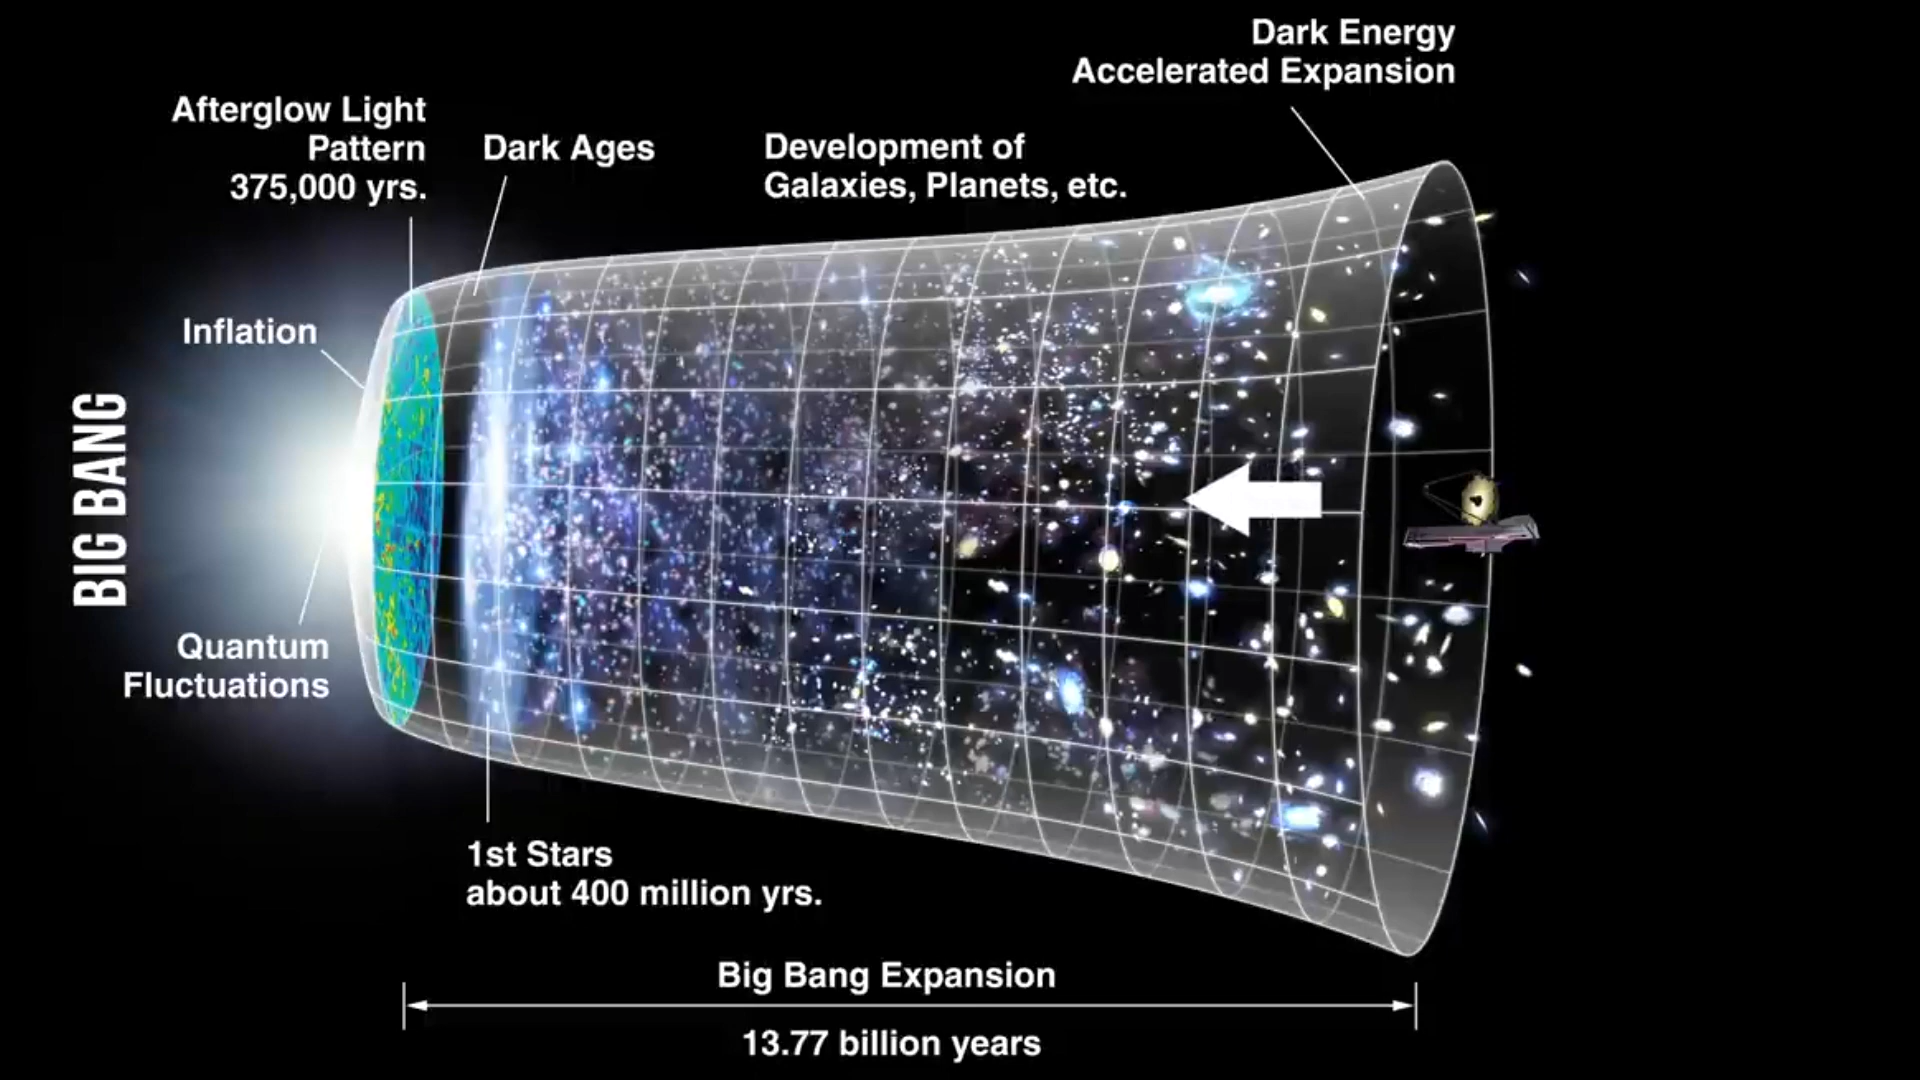 Dark Energy
Accelerated Expansion
Afterglow Light
Pattern
375,000 yrs.
Dark Ages
Development of
Galaxies, Planets, etc.
Inflation
BIG BANG
Quantum
Fluctuations
1st Stars
about 400 million yrs.
Big Bang Expansion
13.77 billion years